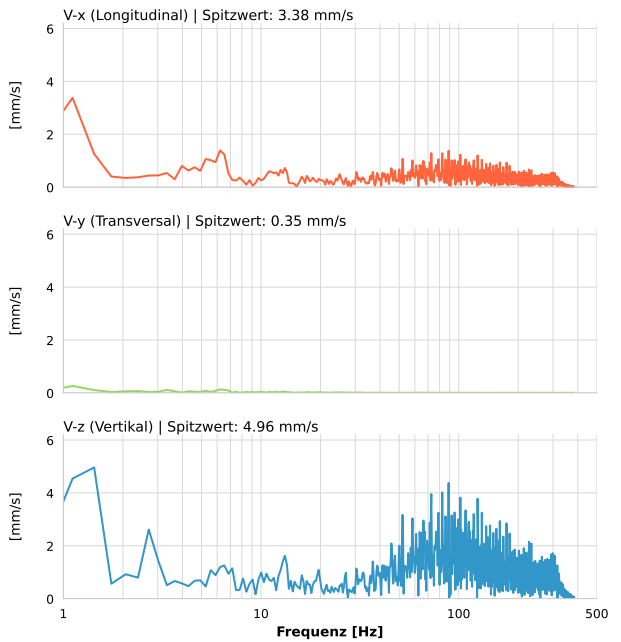 V-x (Longitudinal) | Spitzwert: 3.38 mm/s
6
4
2
0
[mm/s]
V-y (Transversal) | Spitzwert: 0.35 mm/s
6
4
2
0
[mm/s]
V-z (Vertikal) | Spitzwert: 4.96 mm/s
6
4
2
0
[mm/s]
1 10 100 500
Frequenz [Hz]